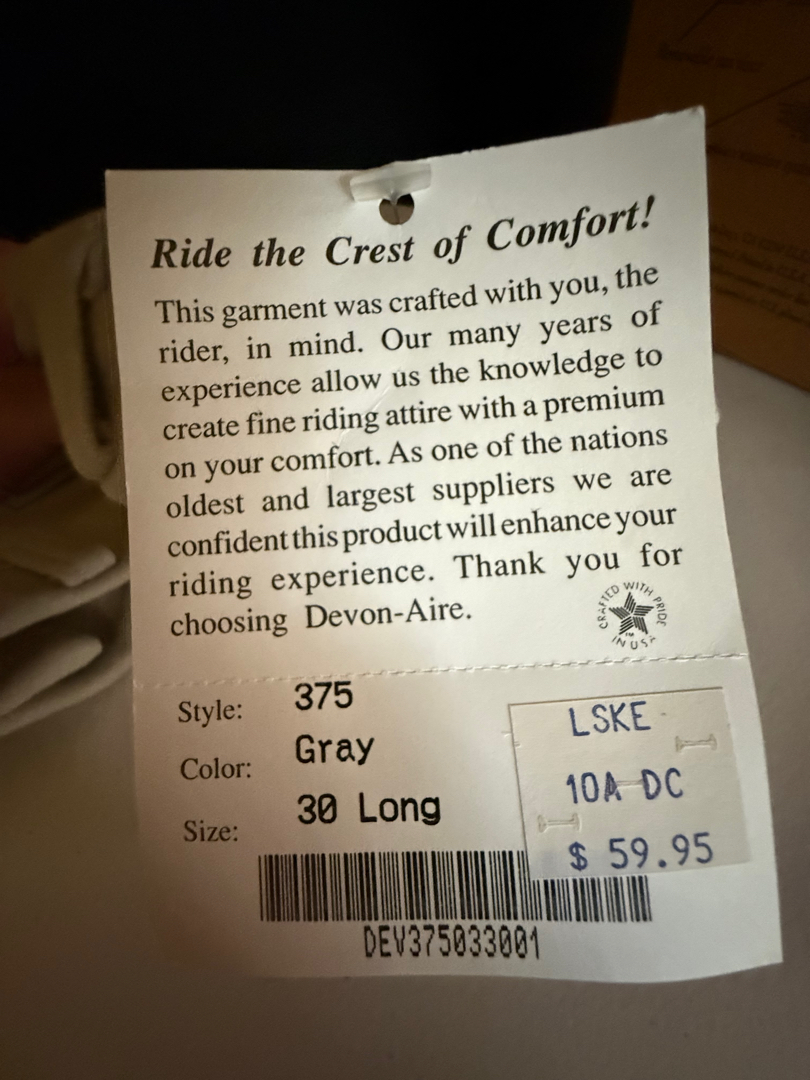 Ride the Crest of Comfort!
This garment was crafted with you, the
rider, in mind. Our many years of
experience allow us the knowledge to
create fine riding attire with a premium
on your comfort. As one of the nations
oldest and largest suppliers we are
confident this product will enhance your
riding experience. Thank you for
choosing Devon-Aire.
CRAFTED WITH PRIDE
IN USA
TM
Style: 375
Color: Gray
Size: 30 Long
LSKE
10A DC
$ 59.95
DEV375033001